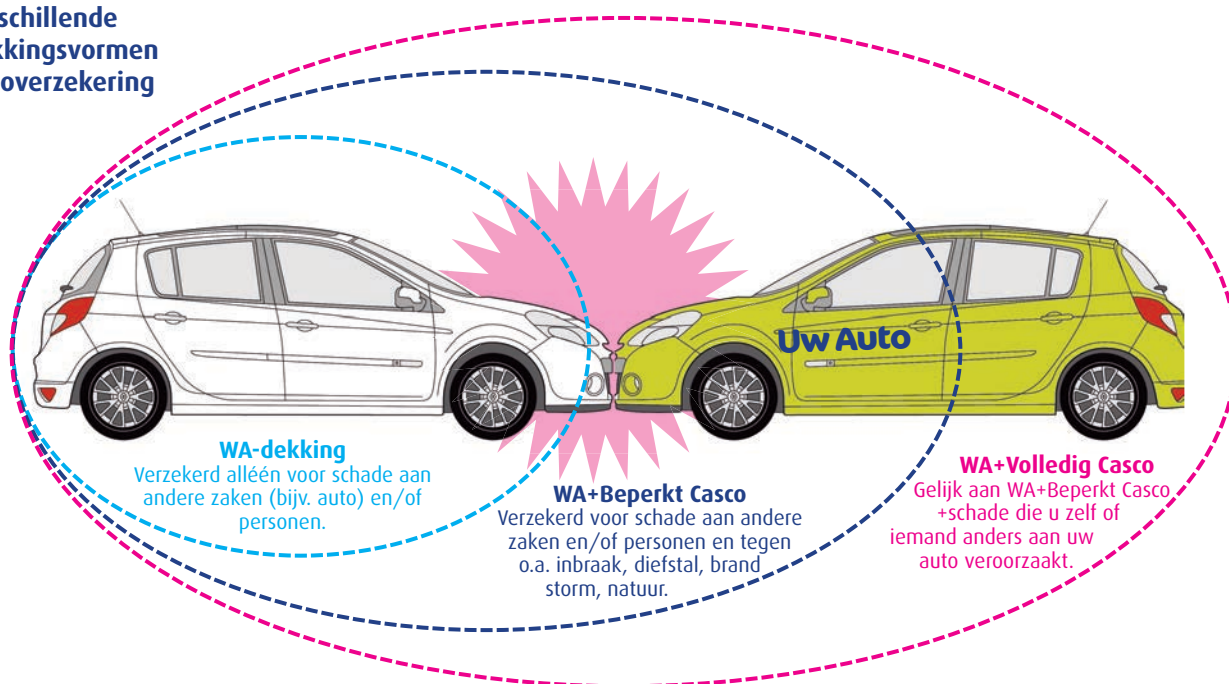 schillende
kkingsvormen
overzekering
Uw Auto
WA-dekking
Verzekerd alléén voor schade aan
andere zaken (bijv. auto) en/of
personen.
WA+Beperkt Casco
Verzekerd voor schade aan andere
zaken en/of personen en tegen
o.a. inbraak, diefstal, brand
storm, natuur.
WA+Volledig Casco
Gelijk aan WA+Beperkt Casco
+schade die u zelf of
iemand anders aan uw
auto veroorzaakt.